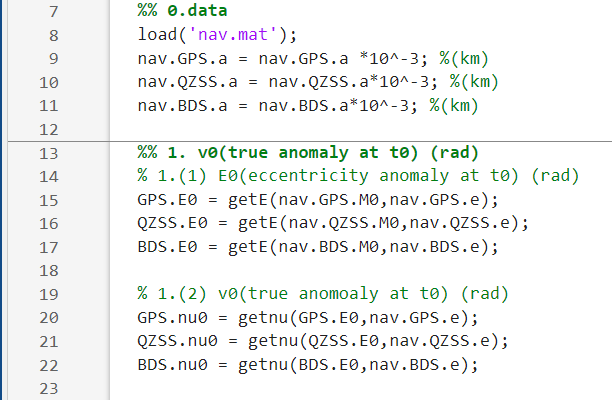 7 %% 0.data
8 load('nav.mat');
9 nav.GPS.a = nav.GPS.a *10^-3; %(km)
10 nav.QZSS.a = nav.QZSS.a*10^-3; %(km)
11 nav.BDS.a = nav.BDS.a*10^-3; %(km)
12
13 %% 1. v0(true anomaly at t0) (rad)
14 % 1.(1) E0(eccentricity anomaly at t0) (rad)
15 GPS.E0 = getE(nav.GPS.M0,nav.GPS.e);
16 QZSS.E0 = getE(nav.QZSS.M0,nav.QZSS.e);
17 BDS.E0 = getE(nav.BDS.M0,nav.BDS.e);
18
19 % 1.(2) v0(true anomoaly at t0) (rad)
20 GPS.nu0 = getnu(GPS.E0,nav.GPS.e);
21 QZSS.nu0 = getnu(QZSS.E0,nav.QZSS.e);
22 BDS.nu0 = getnu(BDS.E0,nav.BDS.e);
23